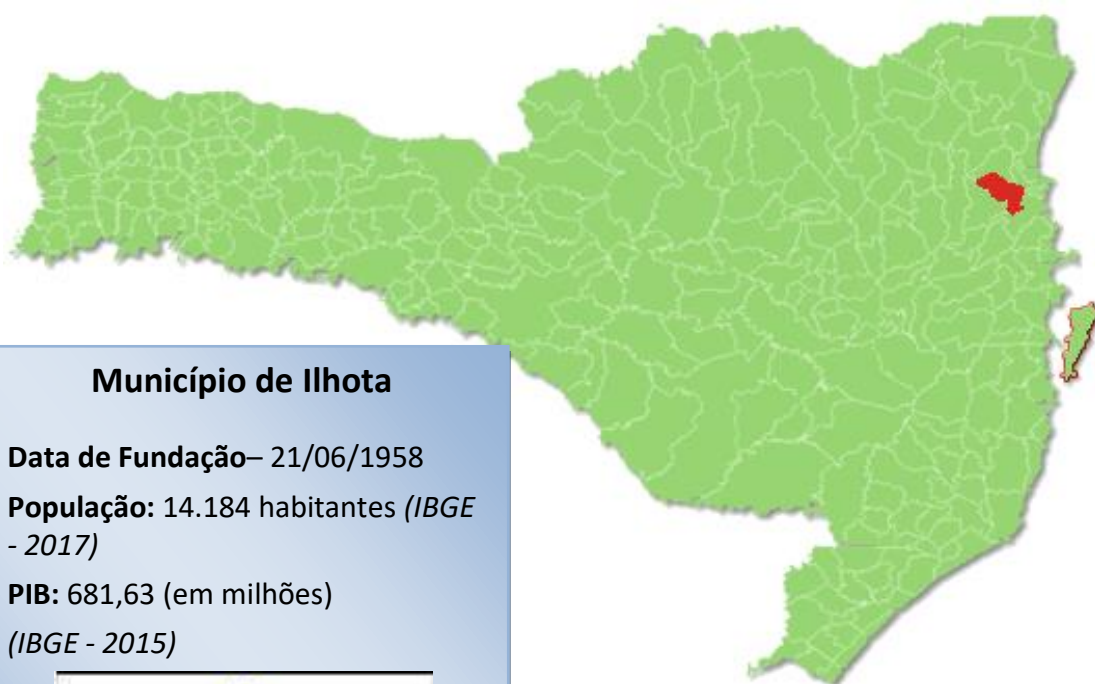 Município de Ilhota
Data de Fundação– 21/06/1958
População: 14.184 habitantes (IBGE
- 2017)
PIB: 681,63 (em milhões)
(IBGE - 2015)